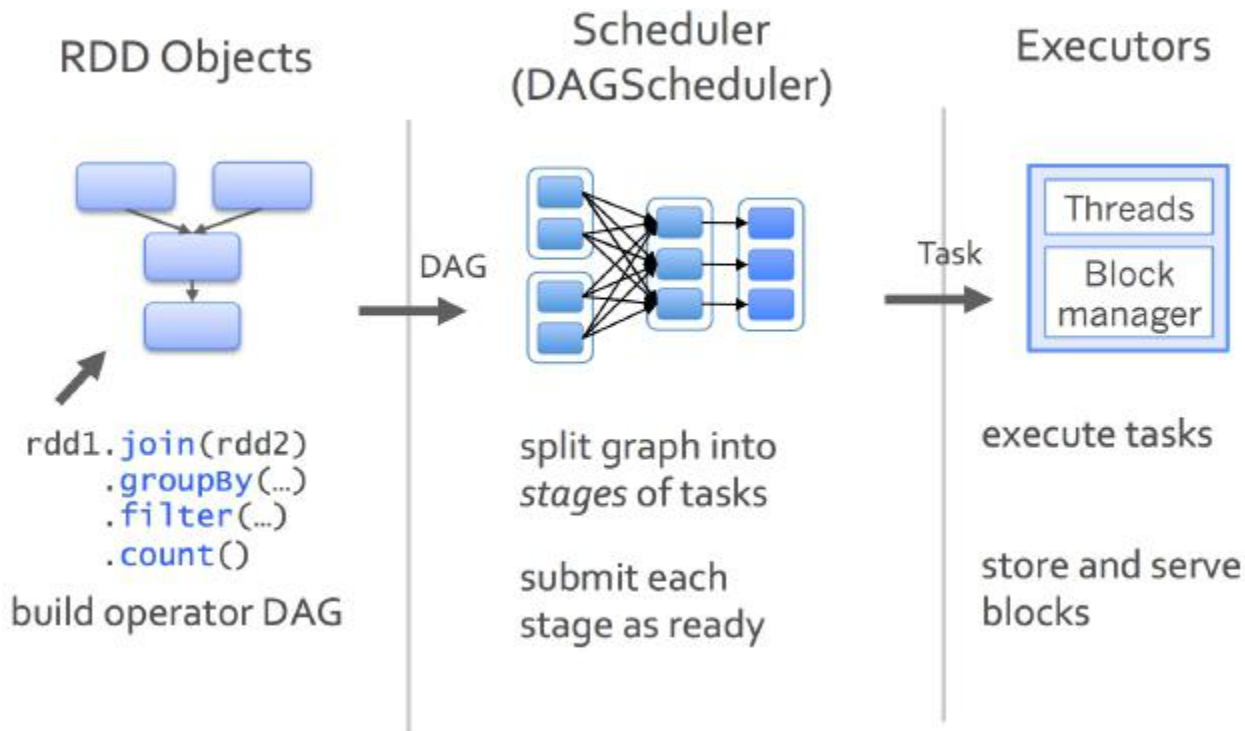 RDD Objects
rdd1.join(rdd2)
.groupBy(…)
.filter(…)
.count()
build operator DAG
DAG
Scheduler
(DAGScheduler)
split graph into
stages of tasks
submit each
stage as ready
Task
Executors
Threads
Block
manager
execute tasks
store and serve
blocks